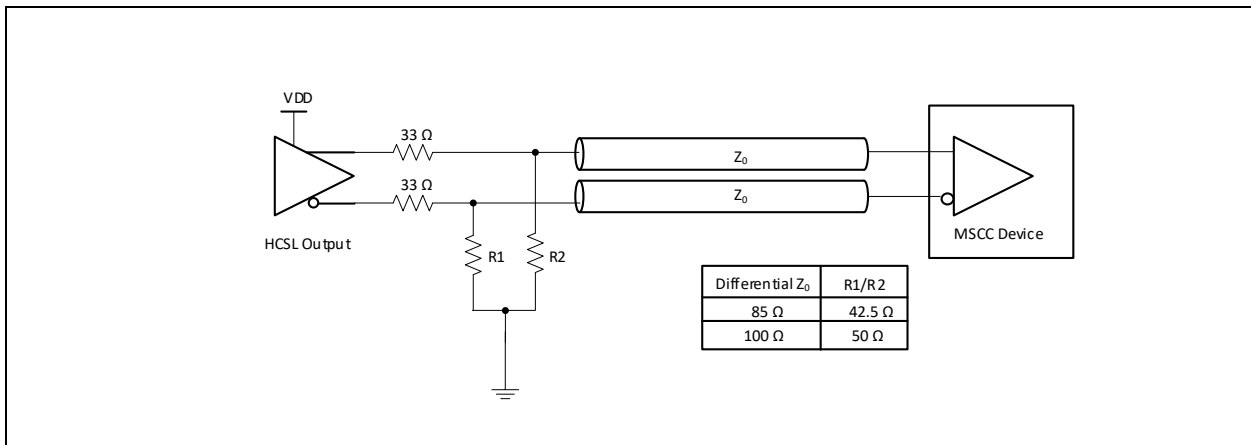 VDD
33 Ω
33 Ω
Z₀
Z₀
HCSL Output
R1
R2
MSCC Device
Differential Z₀ R1/R2
85 Ω 42.5 Ω
100 Ω 50 Ω